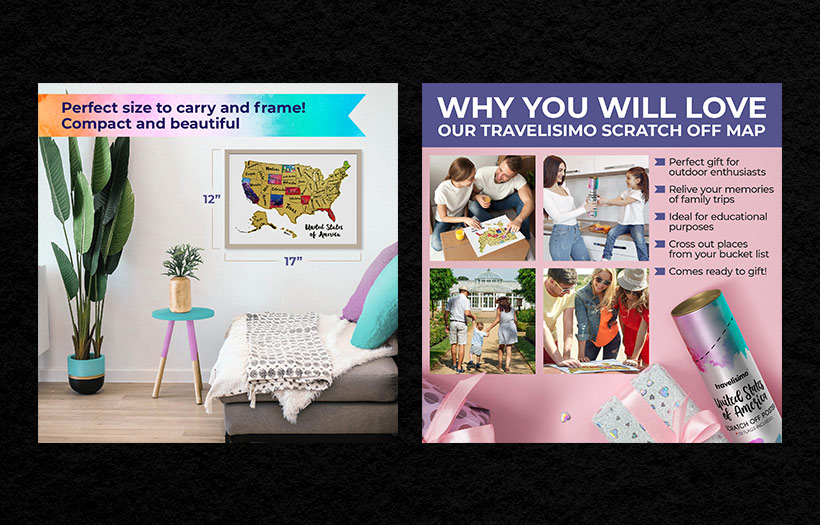 Perfect size to carry and frame!
Compact and beautiful
12”
17”
United States
of America
WHY YOU WILL LOVE
OUR TRAVELISIMO SCRATCH OFF MAP
Perfect gift for
outdoor enthusiasts
Relive your memories
of family trips
Ideal for educational
purposes
Cross out places
from your bucket list
Comes ready to gift!
travelisimo
United States
of America
SCRATCH OFF POSTER